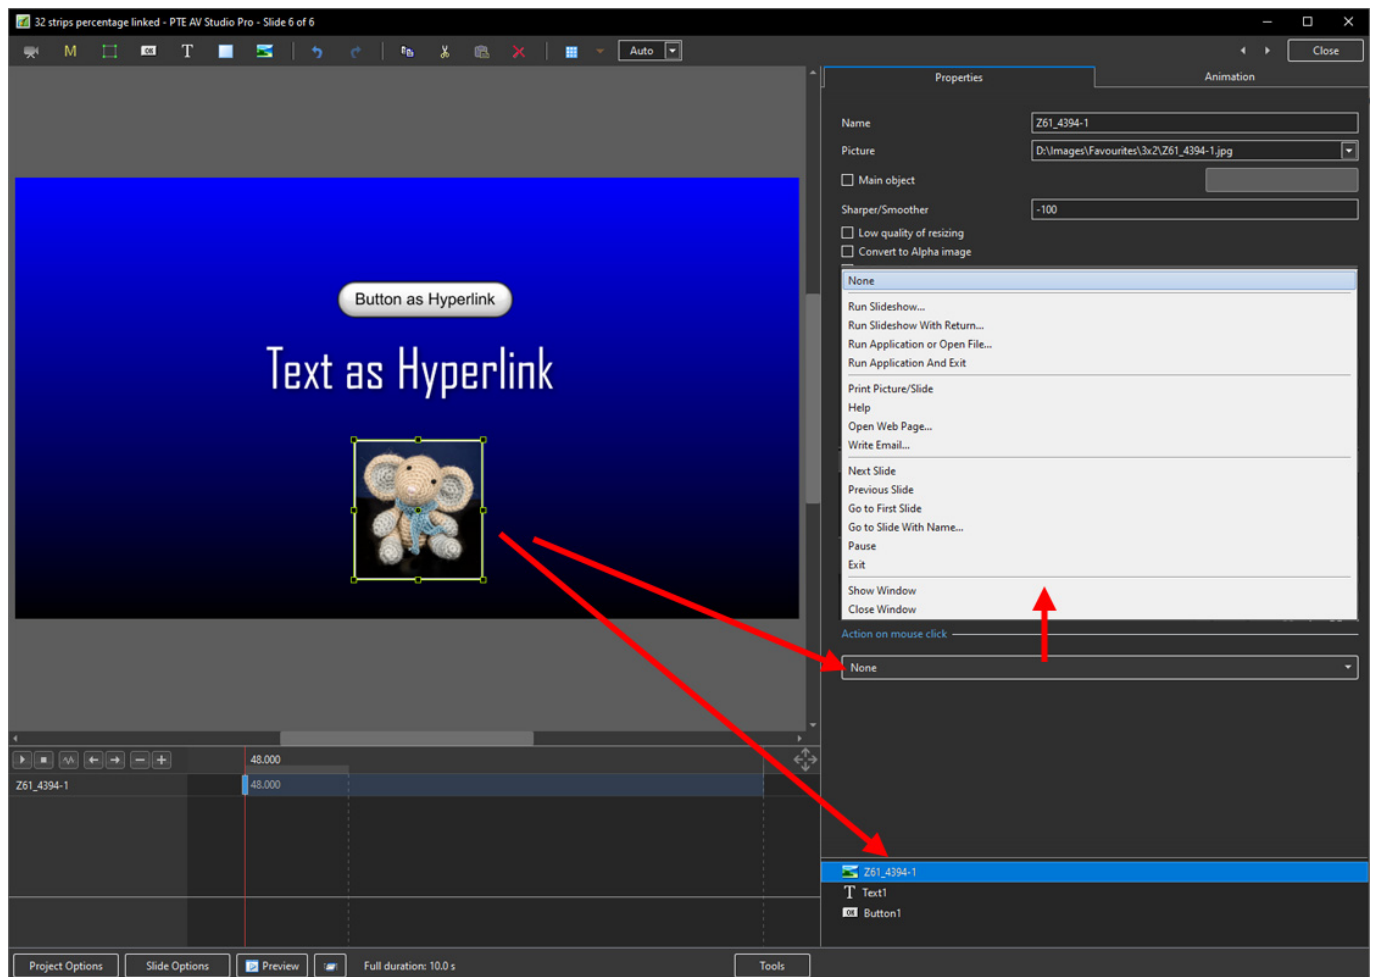 32 strips percentage linked - PTE AV Studio Pro - Slide 6 of 6
M OK T Auto Close
Properties Animation
Name Z61_4394-1
Picture D:\Images\Favourites\3x2\Z61_4394-1.jpg
Main object
Sharper/Smoother -100
Low quality of resizing
Convert to Alpha image
None
Run Slideshow...
Run Slideshow With Return...
Run Application or Open File...
Run Application And Exit
Print Picture/Slide
Help
Open Web Page...
Write Email...
Next Slide
Previous Slide
Go to First Slide
Go to Slide With Name...
Pause
Exit
Show Window
Close Window
Action on mouse click
None
Button as Hyperlink
Text as Hyperlink
48.000
Z61_4394-1 48.000
Z61_4394-1
T Text1
OK Button1
Project Options Slide Options Preview Full duration: 10.0 s Tools